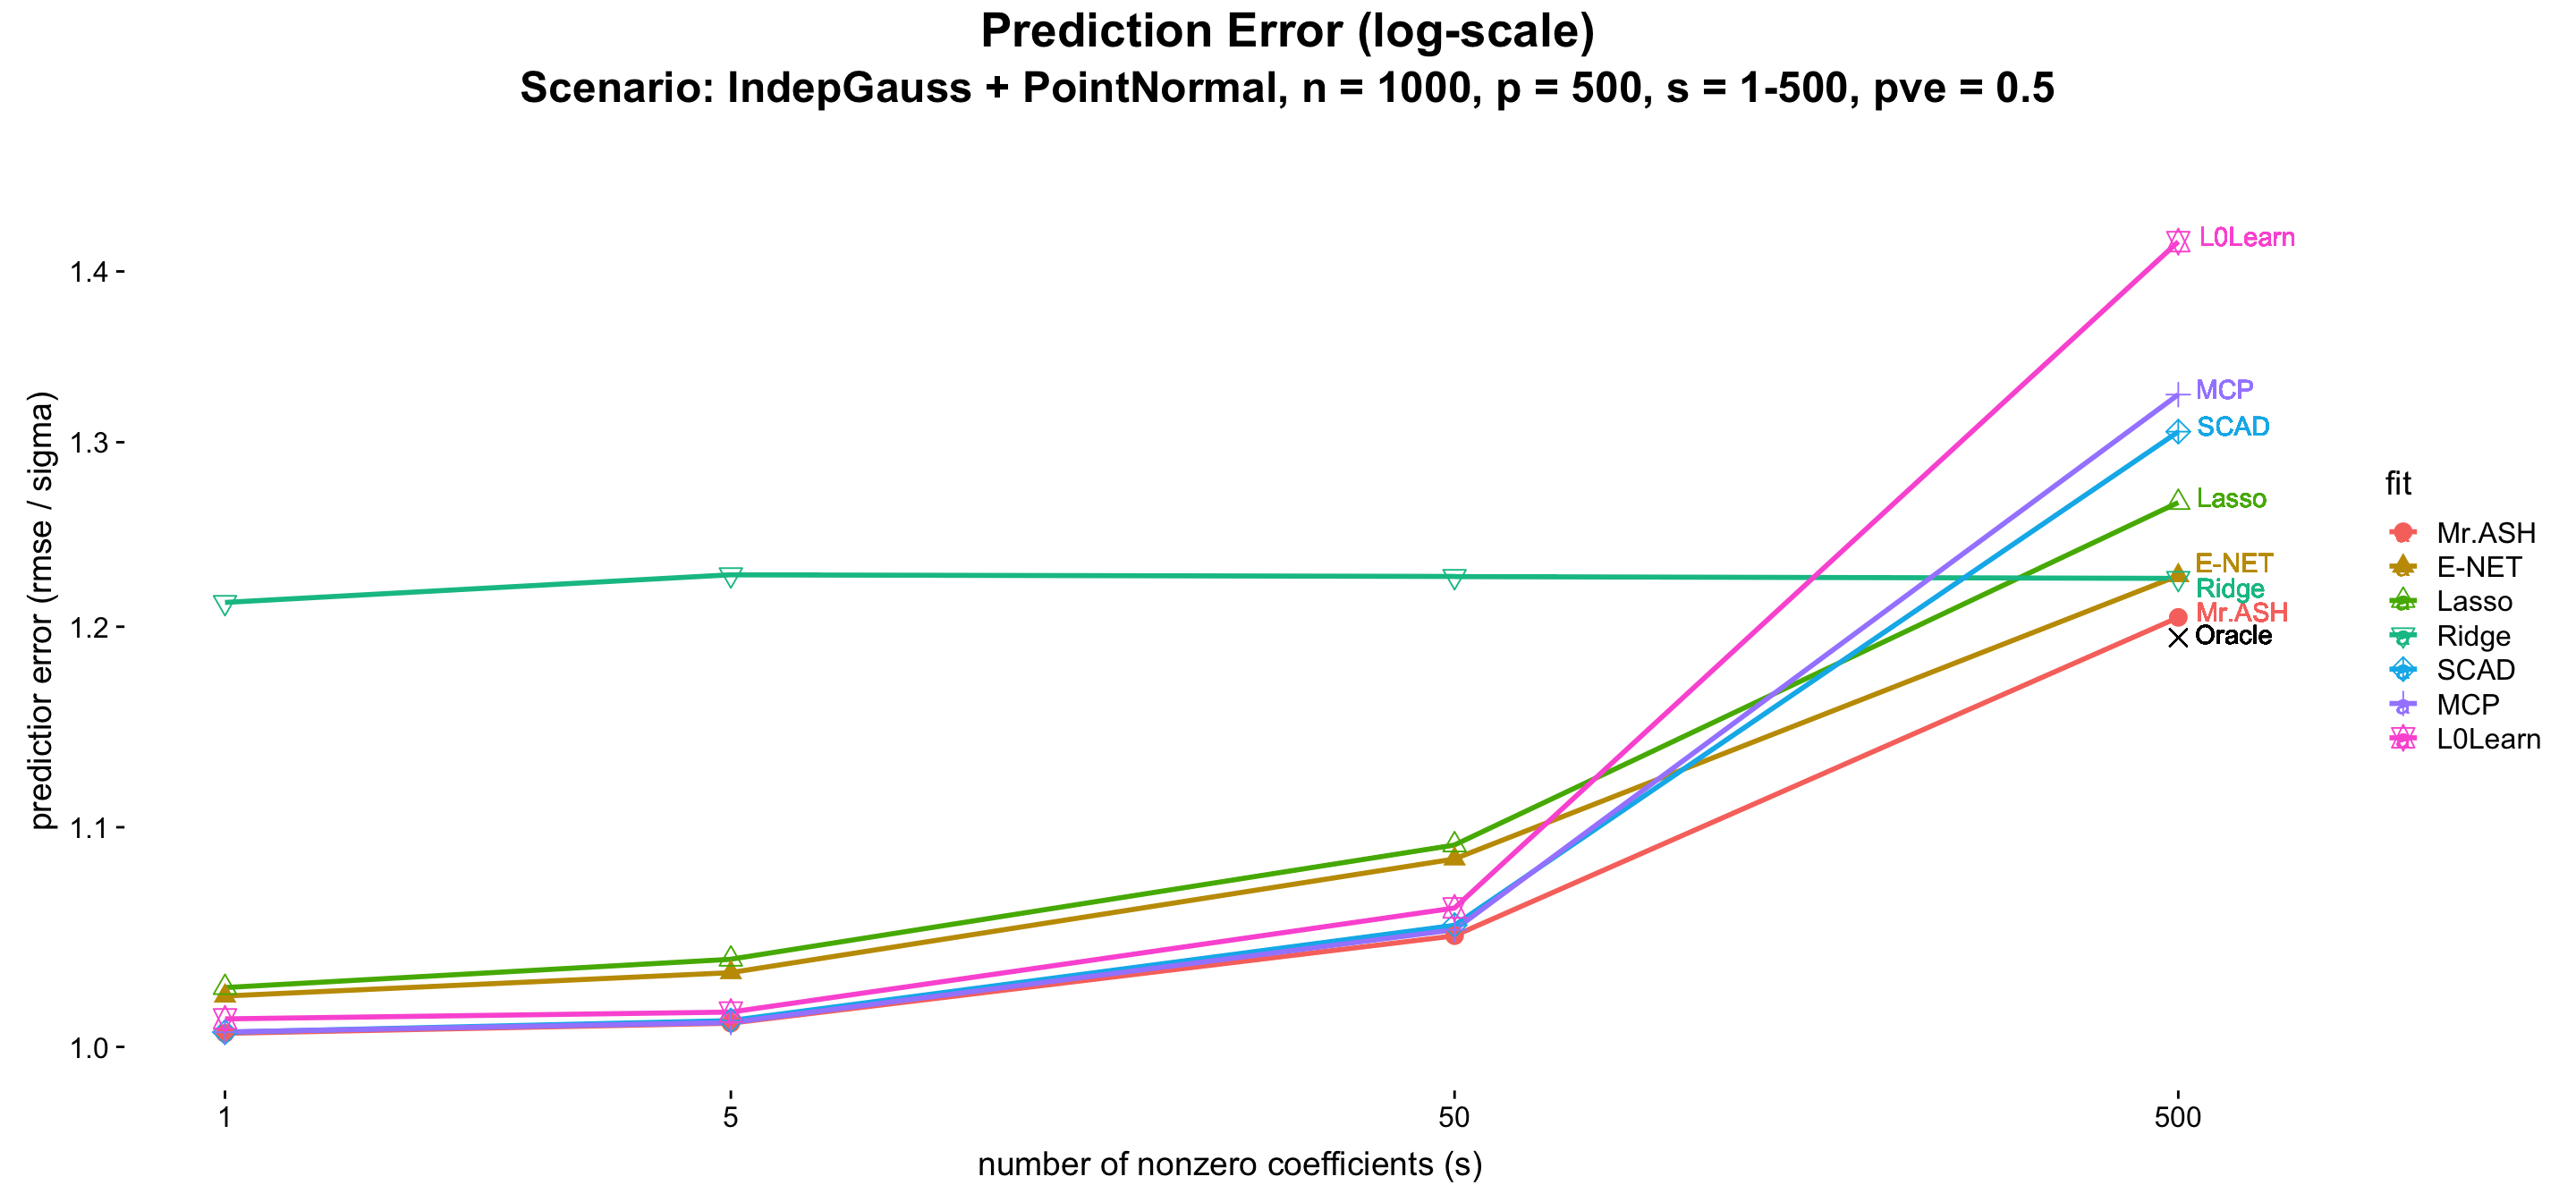 Prediction Error (log-scale)
Scenario: IndepGauss + PointNormal, n = 1000, p = 500, s = 1-500, pve = 0.5
predictior error (rmse / sigma)
1.4
1.3
1.2
1.1
1.0
L0Learn
MCP
SCAD
Lasso
E-NET
Ridge
Mr.ASH
Oracle
1
5
50
500
number of nonzero coefficients (s)
fit
Mr.ASH
E-NET
Lasso
Ridge
SCAD
MCP
L0Learn